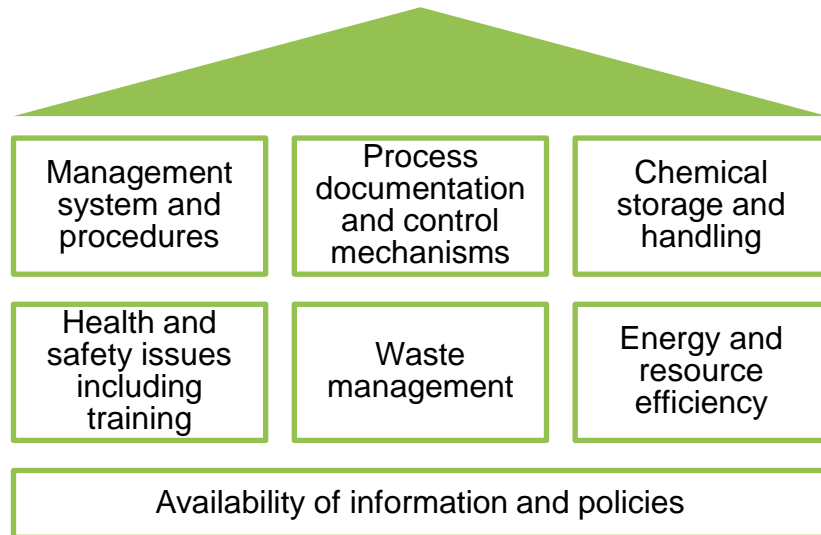 Management
system and
procedures
Process
documentation
and control
mechanisms
Chemical
storage and
handling
Health and
safety issues
including
training
Waste
management
Energy and
resource
efficiency
Availability of information and policies